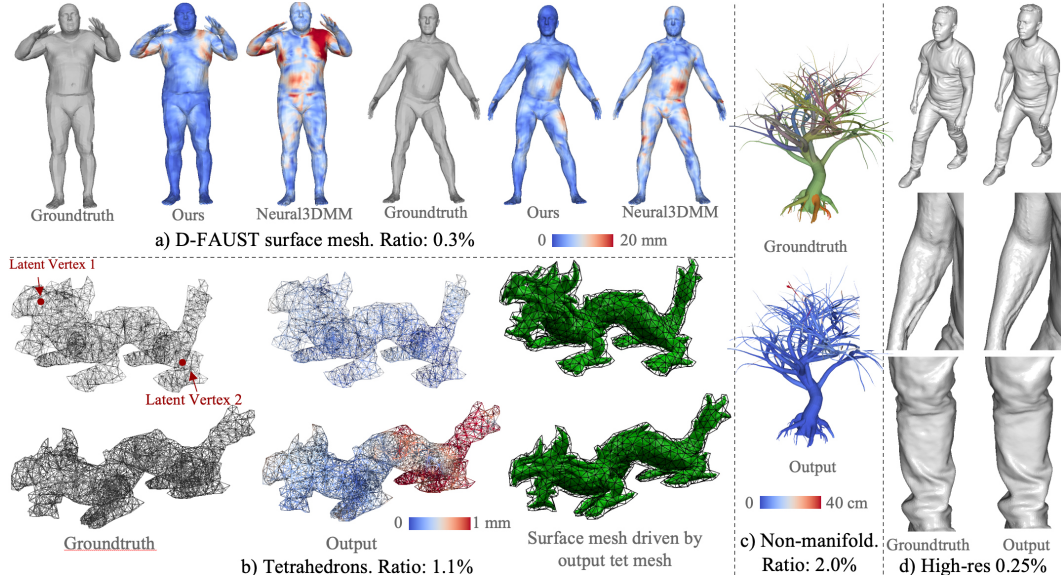 Groundtruth
Ours
Neural3DMM
Groundtruth
Ours
Neural3DMM
a) D-FAUST surface mesh. Ratio: 0.3%
0
20 mm
Latent Vertex 1
Latent Vertex 2
0
1 mm
Groundtruth
Output
Surface mesh driven by
output tet mesh
b) Tetrahedrons. Ratio: 1.1%
Groundtruth
Output
0
40 cm
c) Non-manifold.
Ratio: 2.0%
Groundtruth
Output
d) High-res 0.25%